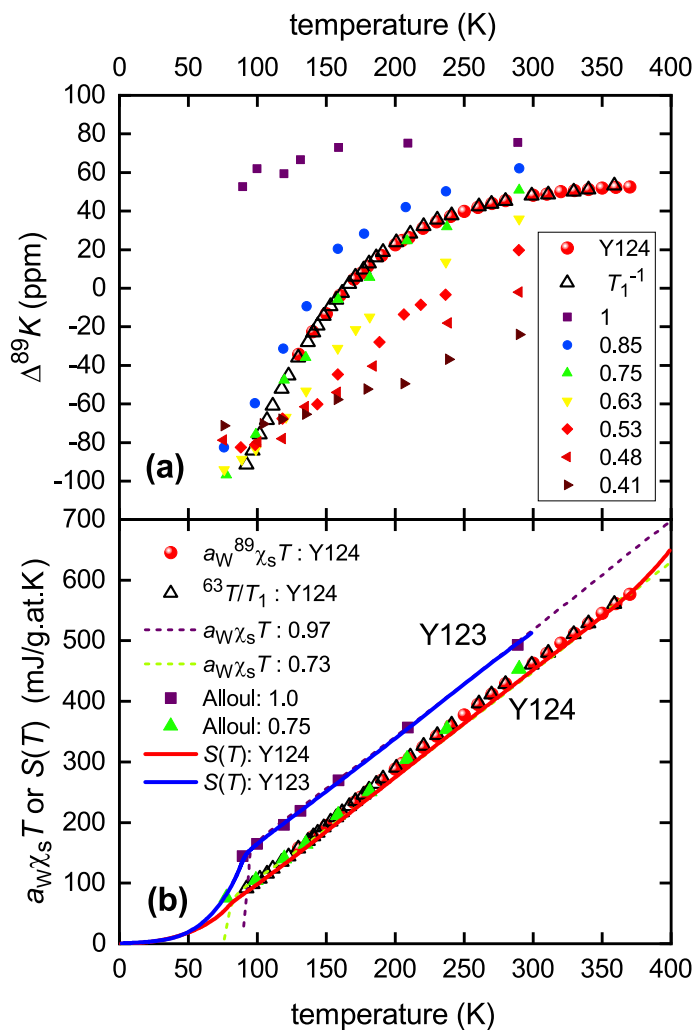 temperature (K)
0 50 100 150 200 250 300 350 400
100
80
60
40
20
0
-20
-40
-60
-80
-100
Δ⁸⁹K (ppm)
Y124
T₁⁻¹
1
0.85
0.75
0.63
0.53
0.48
0.41
(a)
700
600
500
400
300
200
100
0
a_Wχ_sT or S(T) (mJ/g.at.K)
a_W⁸⁹χ_sT : Y124
⁶³T/T₁ : Y124
a_Wχ_sT : 0.97
a_Wχ_sT : 0.73
Alloul: 1.0
Alloul: 0.75
S(T): Y124
S(T): Y123
Y123
Y124
(b)
0 50 100 150 200 250 300 350 400
temperature (K)